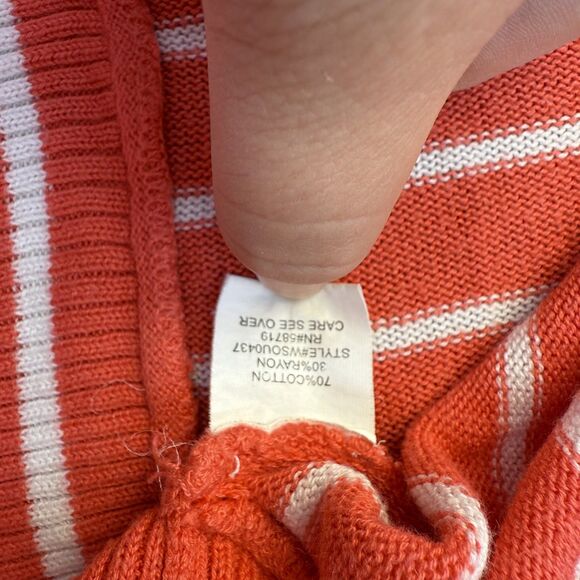 70%COTTON
30%RAYON
STYLE#WSOU0437
RN#58719
CARE SEE OVER